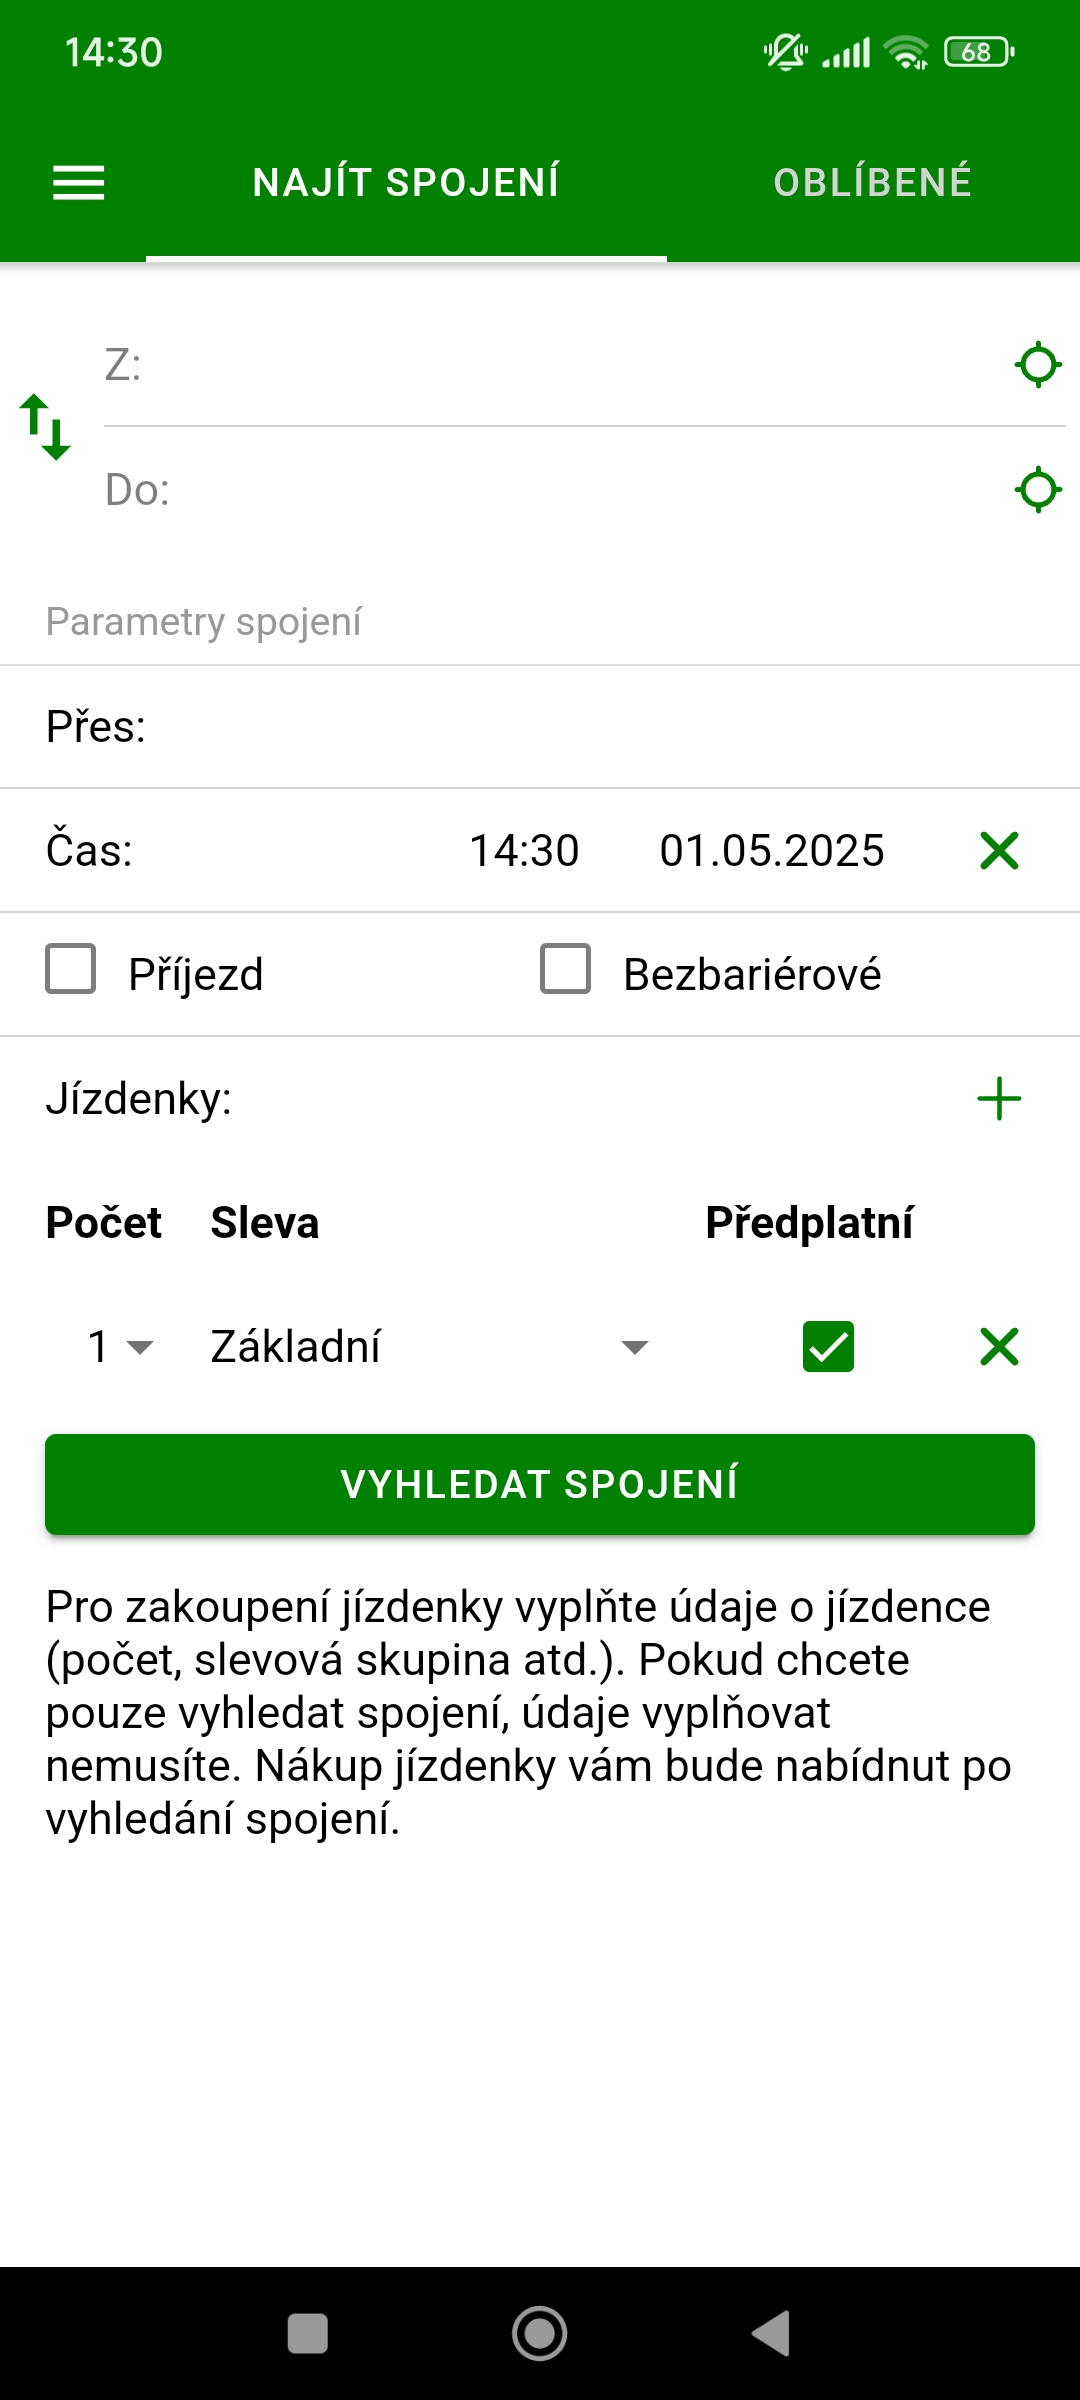 14:30
68
NAJÍT SPOJENÍ
OBLÍBENÉ
Z:
Do:
Parametry spojení
Přes:
Čas: 14:30 01.05.2025
Příjezd Bezbariérové
Jízdenky:
Počet Sleva Předplatní
1 Základní
VYHLEDAT SPOJENÍ
Pro zakoupení jízdenky vyplňte údaje o jízdence
(počet, slevová skupina atd.). Pokud chcete
pouze vyhledat spojení, údaje vyplňovat
nemusíte. Nákup jízdenky vám bude nabídnut po
vyhledání spojení.